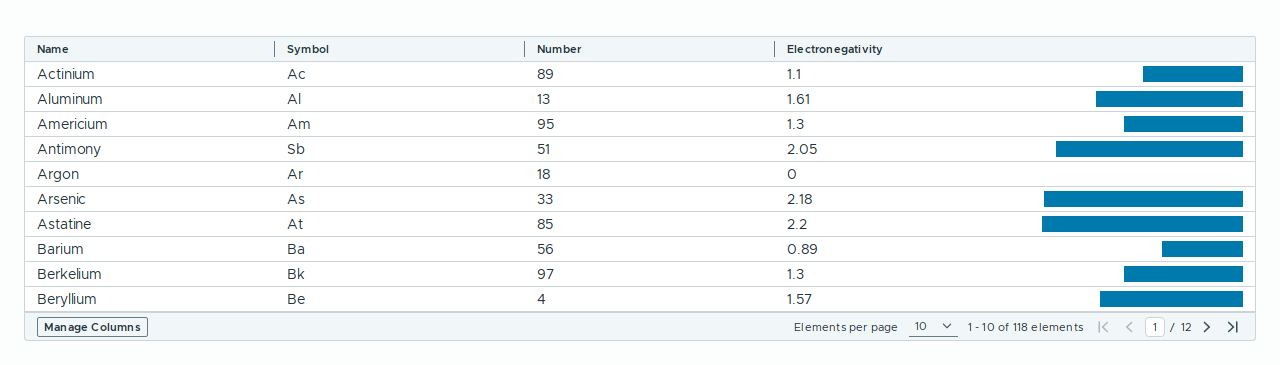 Name Symbol Number Electronegativity
Actinium Ac 89 1.1
Aluminum Al 13 1.61
Americium Am 95 1.3
Antimony Sb 51 2.05
Argon Ar 18 0
Arsenic As 33 2.18
Astatine At 85 2.2
Barium Ba 56 0.89
Berkelium Bk 97 1.3
Beryllium Be 4 1.57
Manage Columns Elements per page 10 1 - 10 of 118 elements 1 / 12